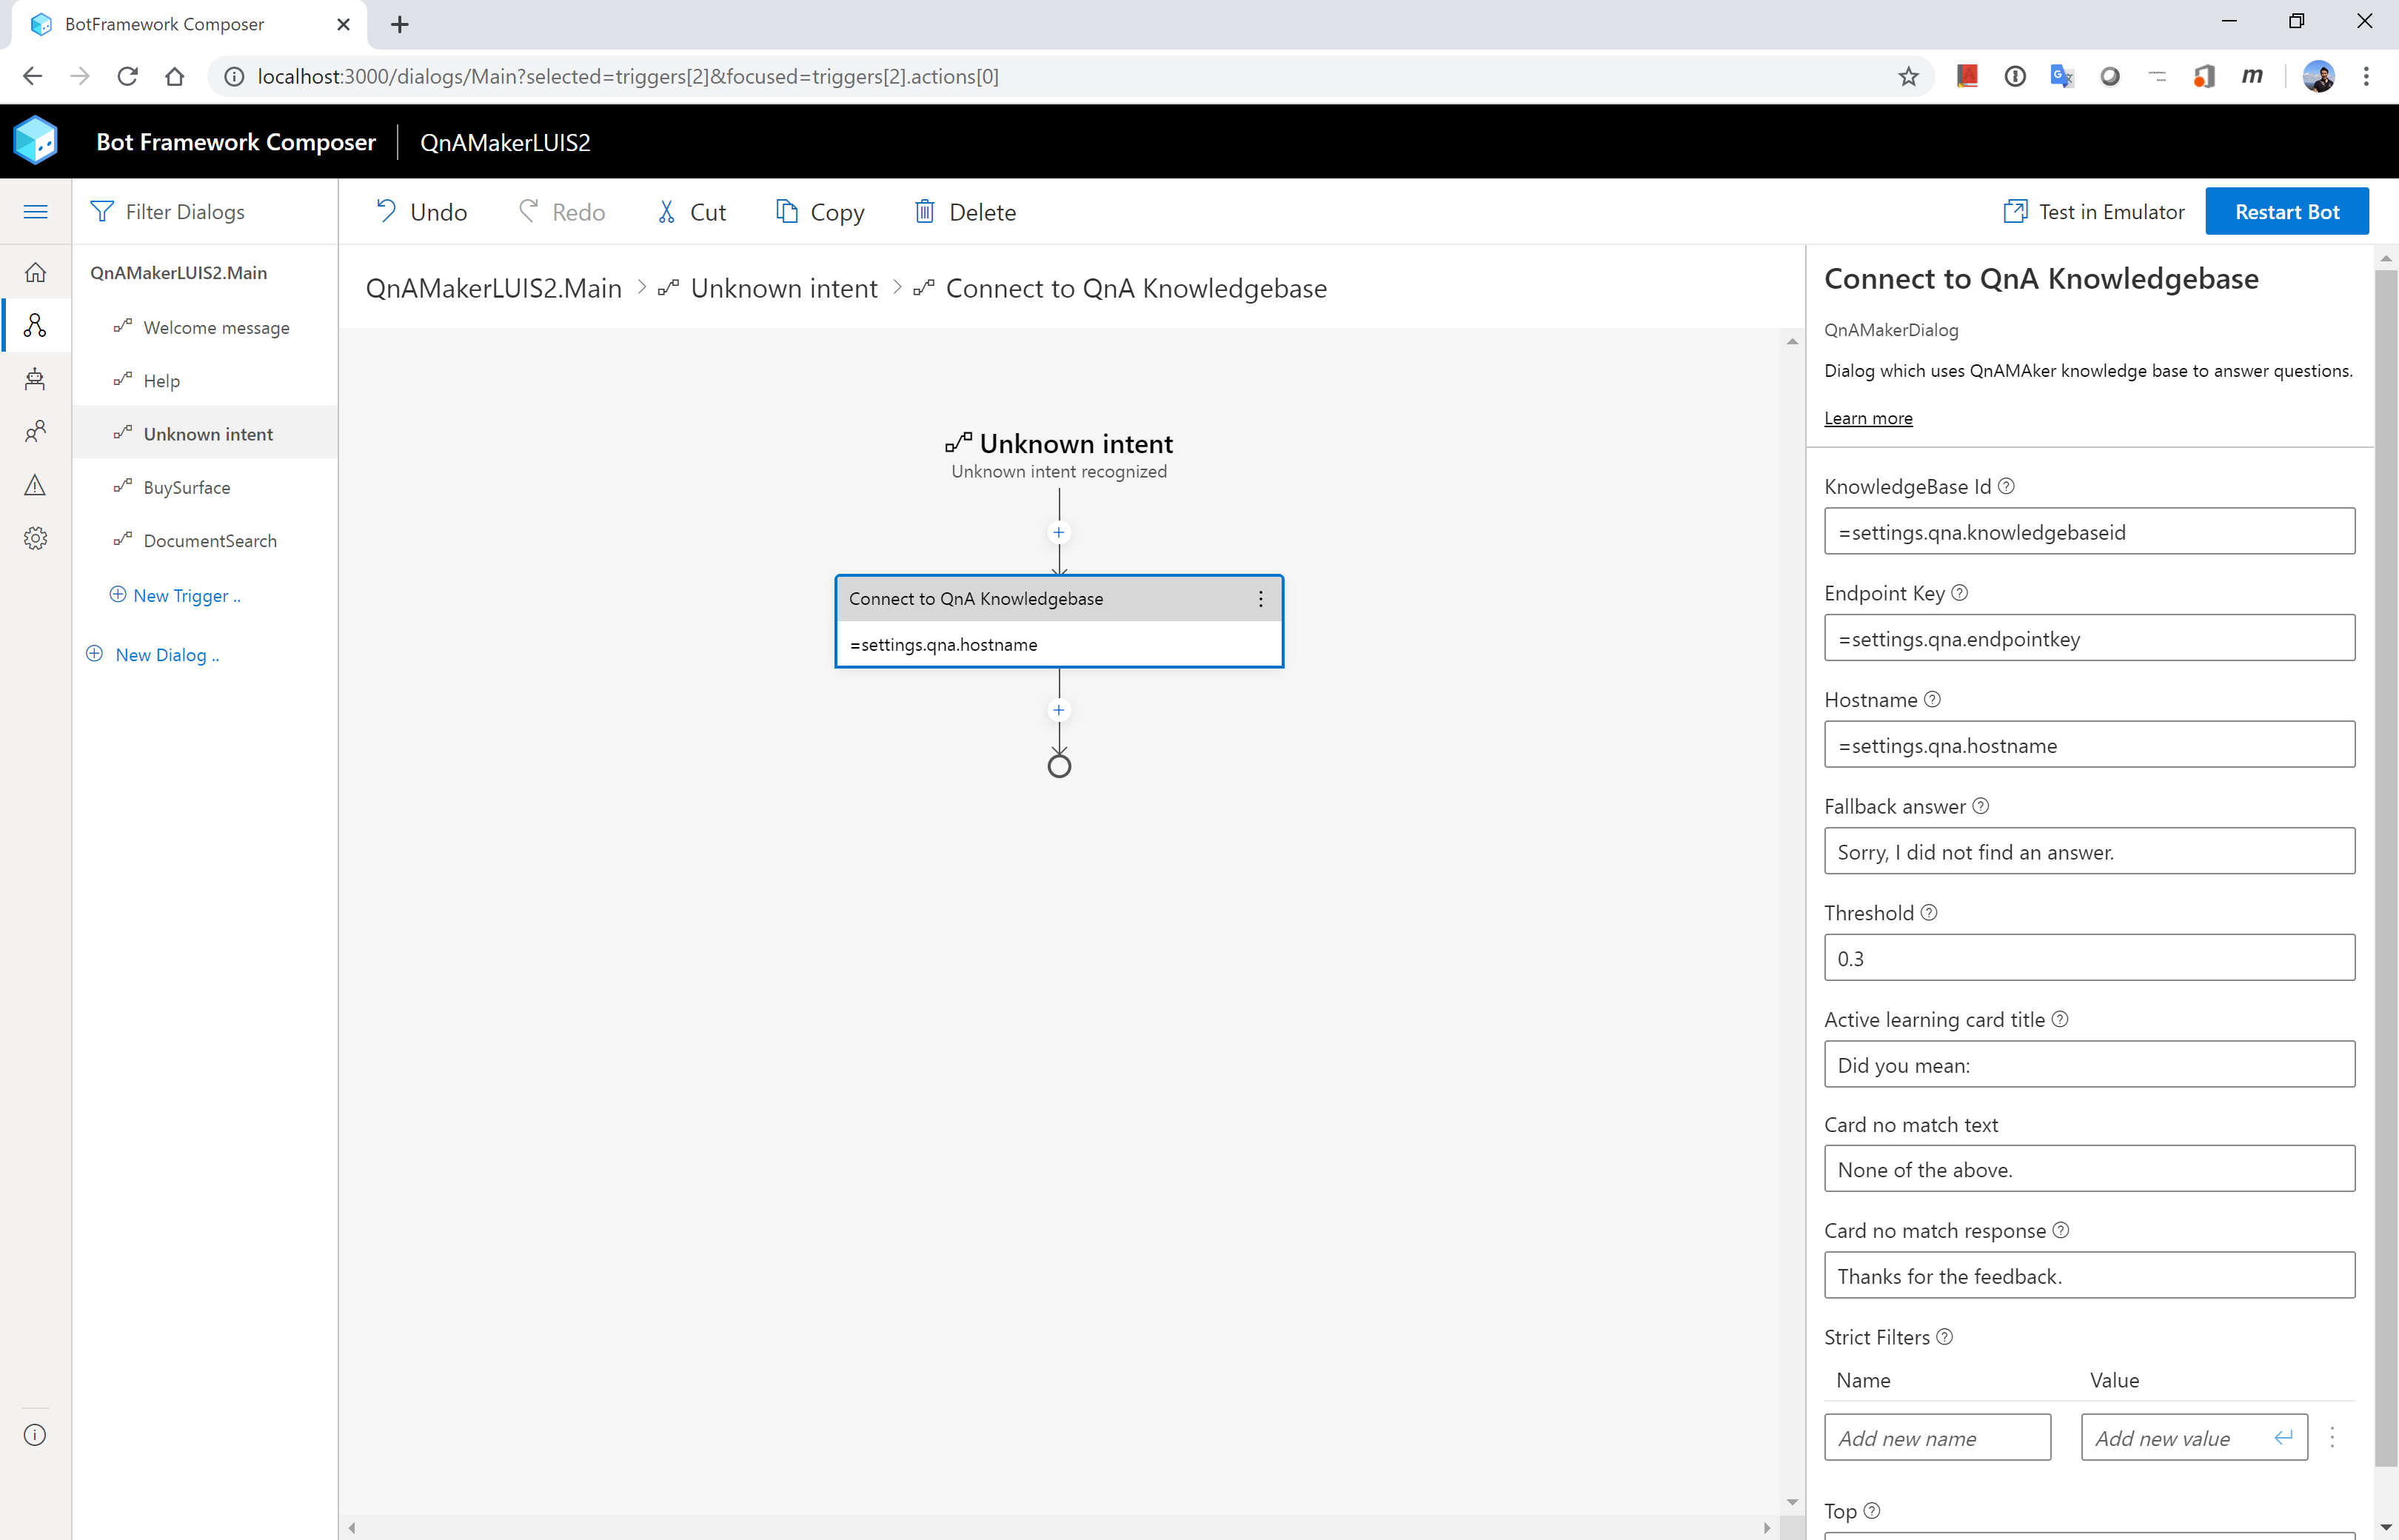 BotFramework Composer
localhost:3000/dialogs/Main?selected=triggers[2]&focused=triggers[2].actions[0]
m
Bot Framework Composer
QnAMakerLUIS2
Filter Dialogs
Undo
Redo
Cut
Copy
Delete
Test in Emulator
Restart Bot
QnAMakerLUIS2.Main
Welcome message
Help
Unknown intent
BuySurface
DocumentSearch
New Trigger ..
New Dialog ..
QnAMakerLUIS2.Main > Unknown intent > Connect to QnA Knowledgebase
Unknown intent
Unknown intent recognized
Connect to QnA Knowledgebase
=settings.qna.hostname
Connect to QnA Knowledgebase
QnAMakerDialog
Dialog which uses QnAMAker knowledge base to answer questions.
Learn more
KnowledgeBase Id
=settings.qna.knowledgebaseid
Endpoint Key
=settings.qna.endpointkey
Hostname
=settings.qna.hostname
Fallback answer
Sorry, I did not find an answer.
Threshold
0.3
Active learning card title
Did you mean:
Card no match text
None of the above.
Card no match response
Thanks for the feedback.
Strict Filters
Name Value
Add new name Add new value
Top